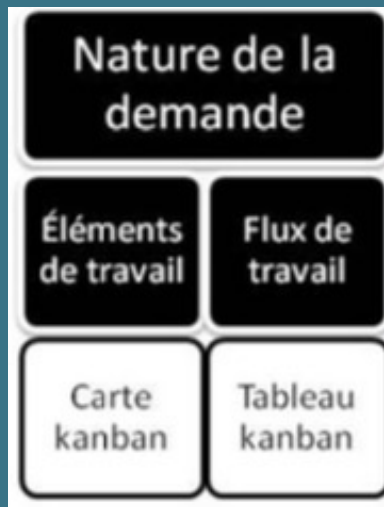 Nature de la
demande
Éléments
de travail
Flux de
travail
Carte
kanban
Tableau
kanban